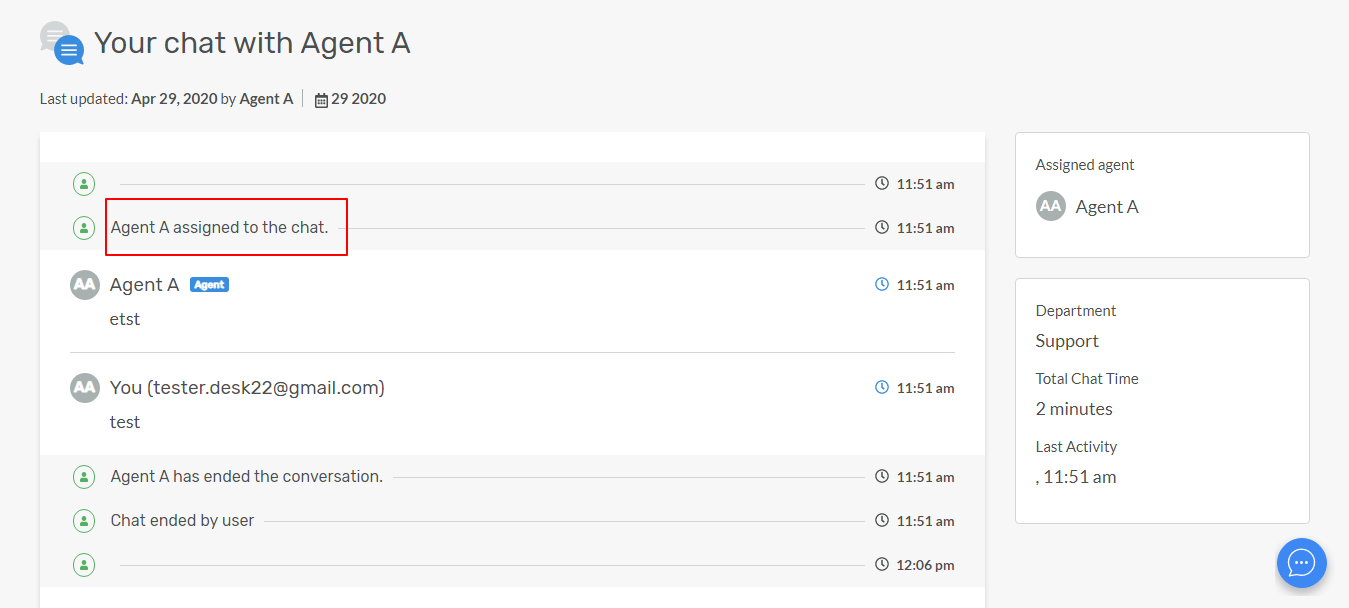 Your chat with Agent A
Last updated: Apr 29, 2020 by Agent A
29 2020
11:51 am
Agent A assigned to the chat.
11:51 am
AA
Agent A
Agent
11:51 am
etst
AA
You (tester.desk22@gmail.com)
11:51 am
test
Agent A has ended the conversation.
11:51 am
Chat ended by user
11:51 am
12:06 pm
Assigned agent
AA
Agent A
Department
Support
Total Chat Time
2 minutes
Last Activity
, 11:51 am